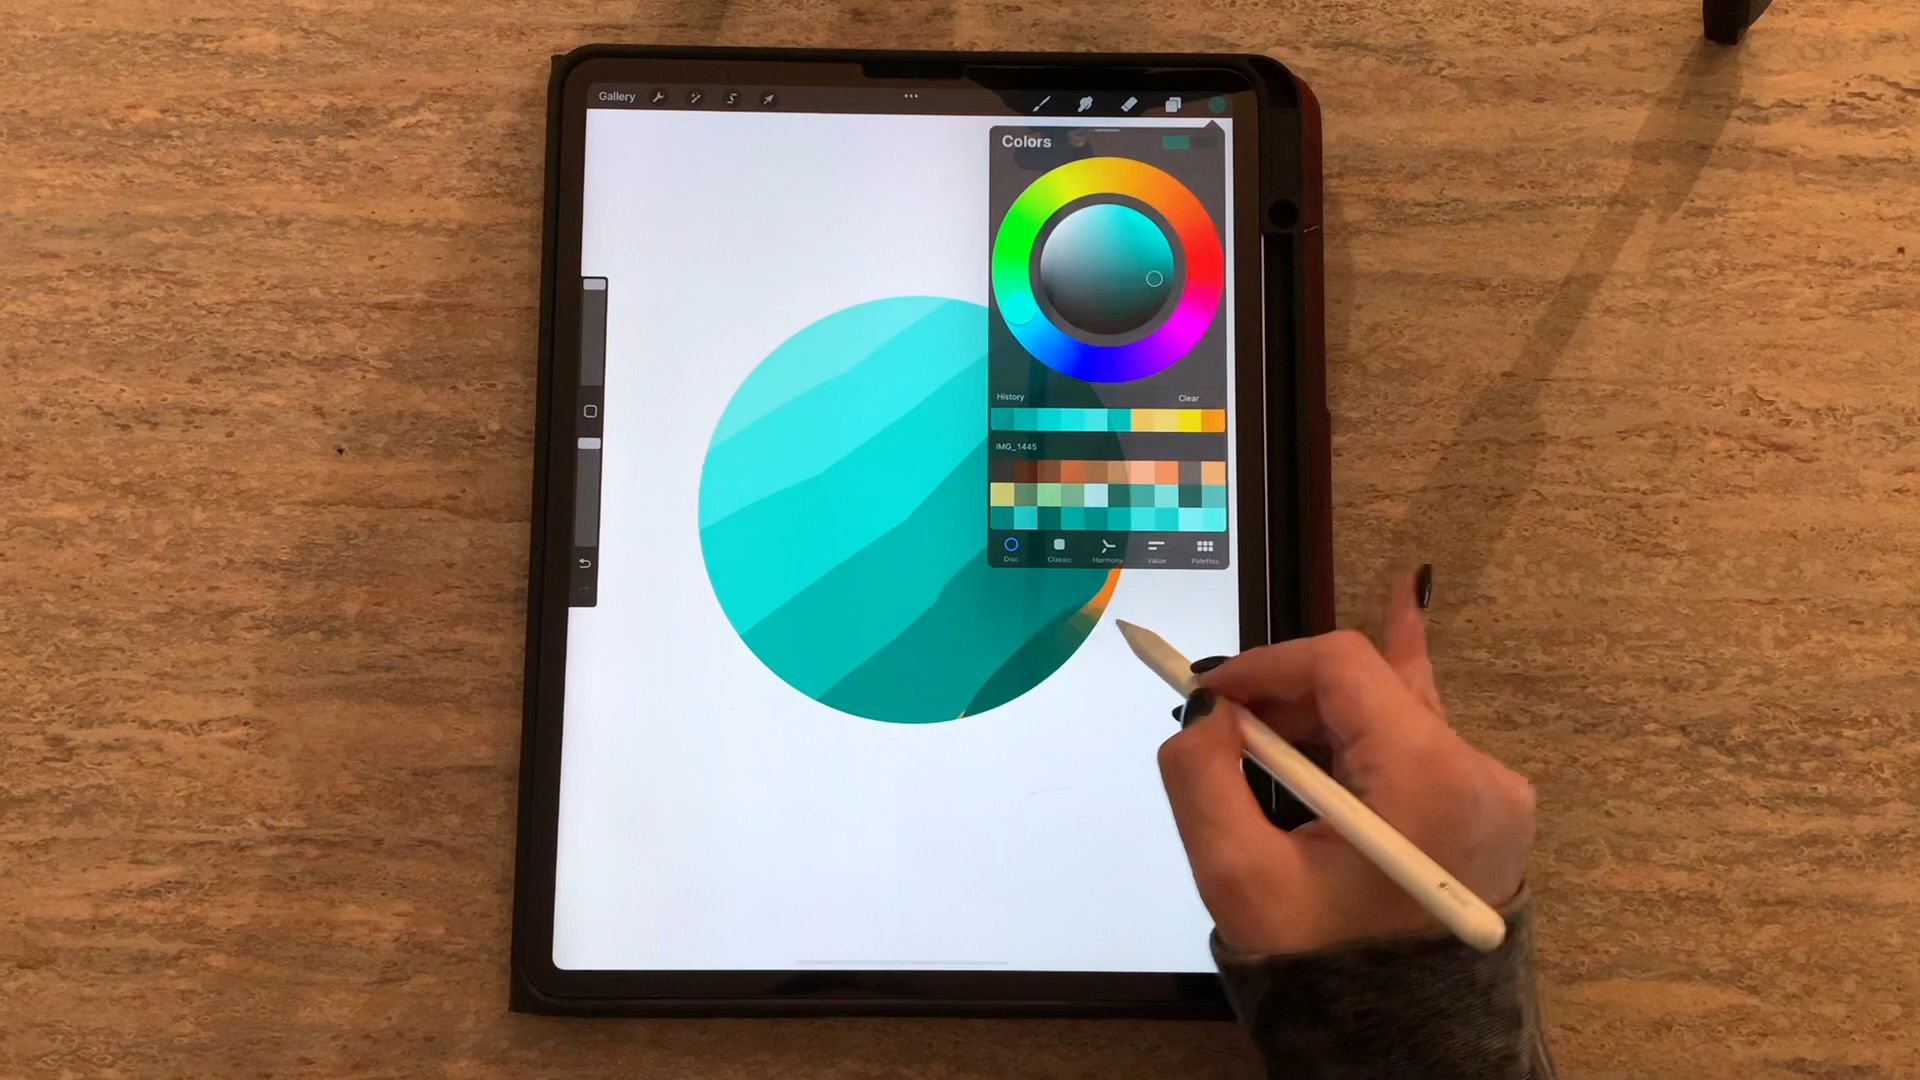 Gallery
Colors
History Clear
IMG_1445
Disc Classic Harmony Value Palettes